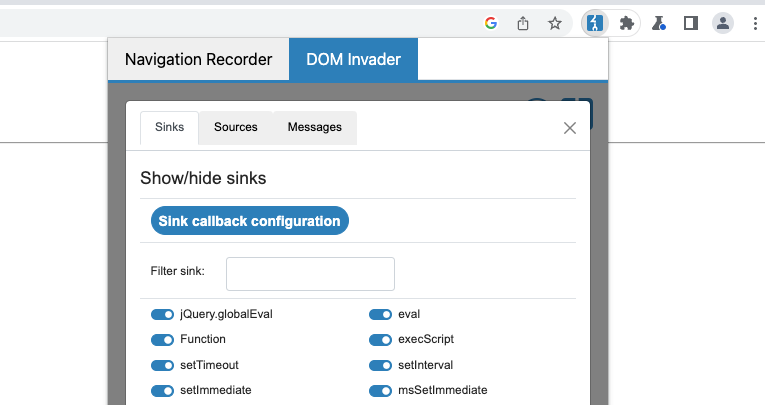 Navigation Recorder DOM Invader
Sinks Sources Messages
Show/hide sinks
Sink callback configuration
Filter sink:
jQuery.globalEval eval
Function execScript
setTimeout setInterval
setImmediate msSetImmediate